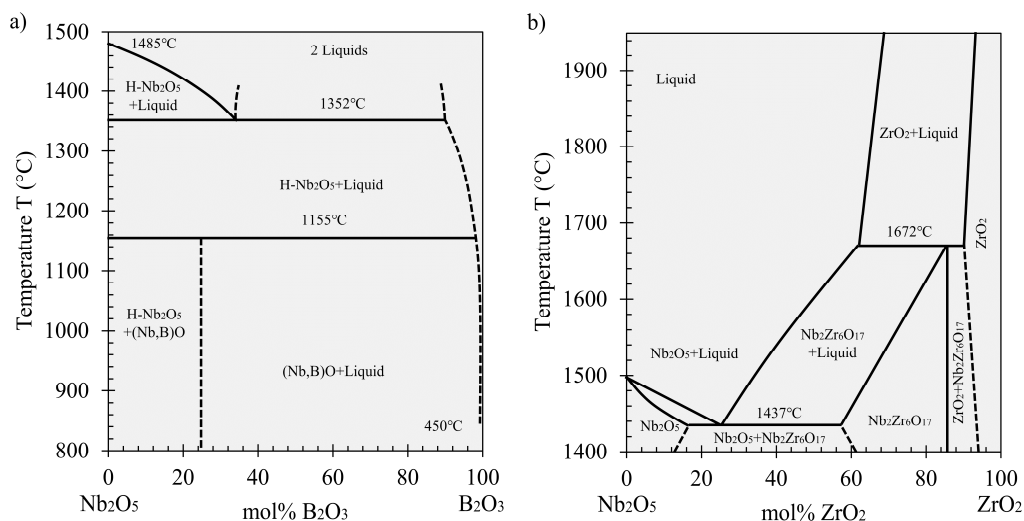 a)
1500
1400
1300
1200
1100
1000
900
800
Temperature T (°C)
1485℃
2 Liquids
H-Nb₂O₅
+Liquid
1352℃
H-Nb₂O₅+Liquid
1155℃
H-Nb₂O₅
+(Nb,B)O
(Nb,B)O+Liquid
450℃
0 20 40 60 80 100
Nb₂O₅ mol% B₂O₃ B₂O₃
b)
1900
1800
1700
1600
1500
1400
Temperature T (°C)
Liquid
ZrO₂+Liquid
1672℃
ZrO₂
Nb₂Zr₆O₁₇
+Liquid
Nb₂O₅+Liquid
ZrO₂+Nb₂Zr₆O₁₇
1437℃
Nb₂O₅
Nb₂Zr₆O₁₇
Nb₂O₅+Nb₂Zr₆O₁₇
0 20 40 60 80 100
Nb₂O₅ mol% ZrO₂ ZrO₂